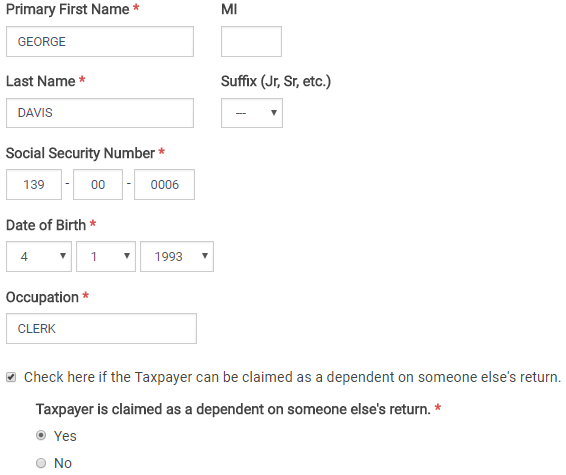 Primary First Name * MI
GEORGE
Last Name * Suffix (Jr, Sr, etc.)
DAVIS ---
Social Security Number *
139 - 00 - 0006
Date of Birth *
4 1 1993
Occupation *
CLERK
Check here if the Taxpayer can be claimed as a dependent on someone else's return.
Taxpayer is claimed as a dependent on someone else's return. *
Yes
No